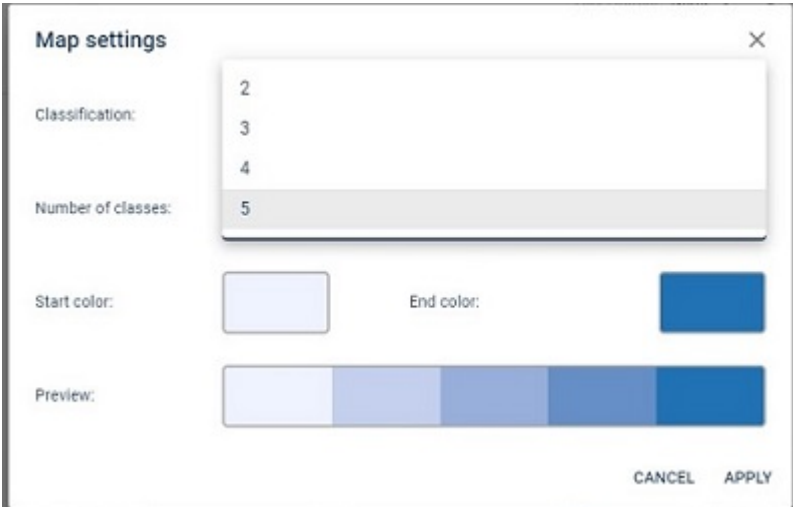 Map settings
Classification:
2
3
4
Number of classes:
5
Start color:
End color:
Preview:
CANCEL
APPLY